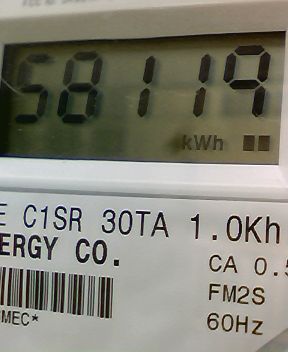 58119
kWh
E C1SR 30TA 1.0Kh
ERGY CO.
CA 0.5
FM2S
MEC*
60Hz